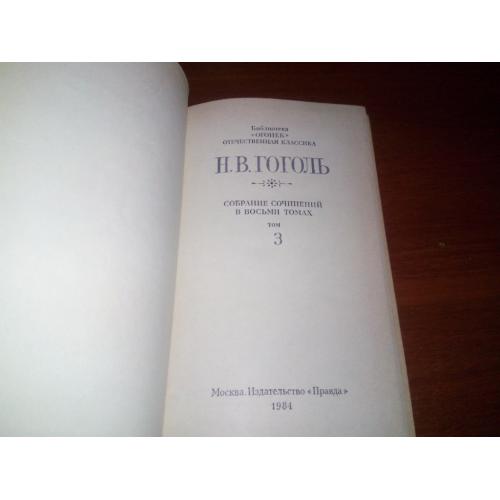 Библиотека
«ОГОНЕК»
ОТЕЧЕСТВЕННАЯ КЛАССИКА
Н.В.ГОГОЛЬ
СОБРАНИЕ СОЧИНЕНИЙ
В ВОСЬМИ ТОМАХ
ТОМ
3
Москва. Издательство «Правда»
1984